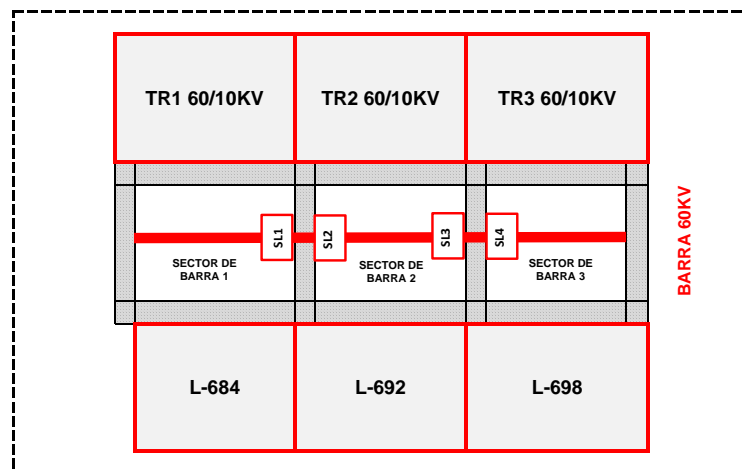 TR1 60/10KV
TR2 60/10KV
TR3 60/10KV
SL1
SL2
SL3
SL4
SECTOR DE
BARRA 1
SECTOR DE
BARRA 2
SECTOR DE
BARRA 3
BARRA 60KV
L-684
L-692
L-698